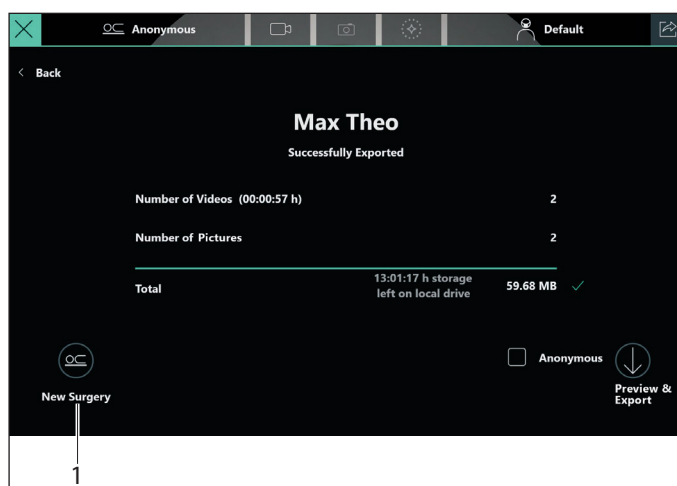 Anonymous
Default
< Back
Max Theo
Successfully Exported
Number of Videos (00:00:57 h) 2
Number of Pictures 2
Total 13:01:17 h storage left on local drive 59.68 MB
New Surgery
Anonymous
Preview &
Export
1